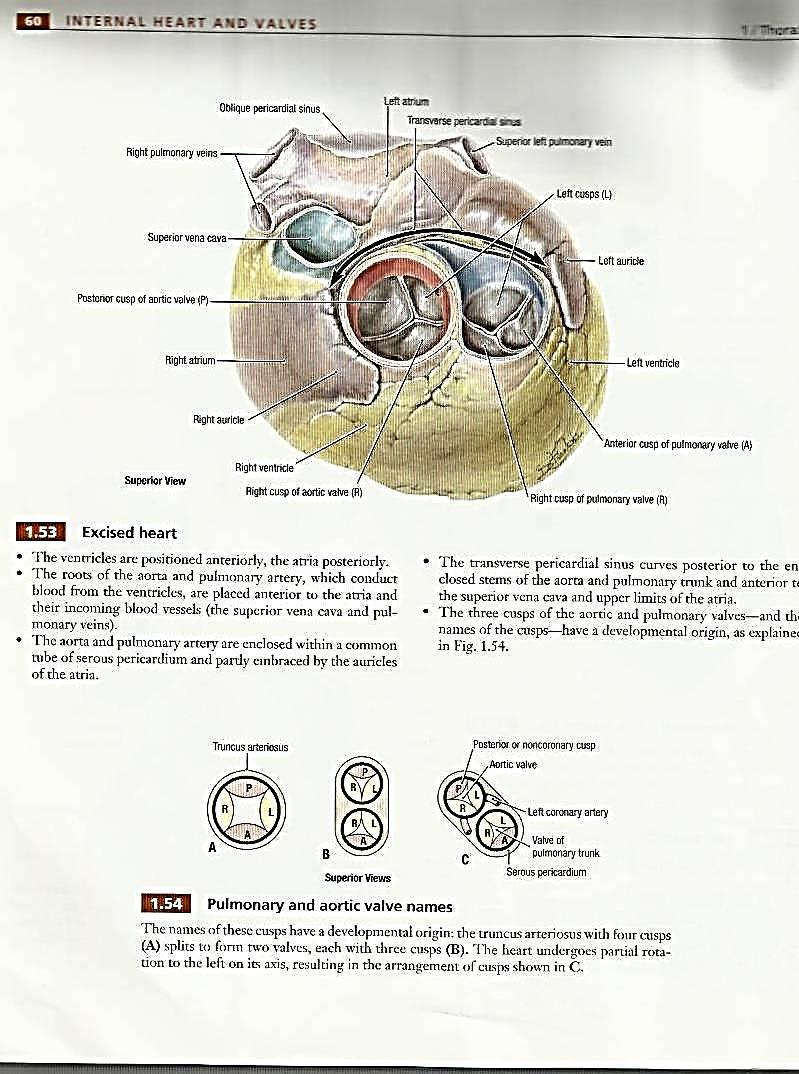 60 INTERNAL HEART AND VALVES
1 / Thora
Oblique pericardial sinus
Left atrium
Transverse pericardial sinus
Superior left pulmonary vein
Right pulmonary veins
Left cusps (L)
Superior vena cava
Left auricle
Posterior cusp of aortic valve (P)
Right atrium
Left ventricle
Right auricle
Anterior cusp of pulmonary valve (A)
Right ventricle
Superior View
Right cusp of aortic valve (R)
Right cusp of pulmonary valve (R)
1.53 Excised heart
• The ventricles are positioned anteriorly, the atria posteriorly.
• The roots of the aorta and pulmonary artery, which conduct
blood from the ventricles, are placed anterior to the atria and
their incoming blood vessels (the superior vena cava and pul-
monary veins).
• The aorta and pulmonary artery are enclosed within a common
tube of serous pericardium and partly embraced by the auricles
of the atria.
• The transverse pericardial sinus curves posterior to the en
closed stems of the aorta and pulmonary trunk and anterior t
the superior vena cava and upper limits of the atria.
• The three cusps of the aortic and pulmonary valves—and th
names of the cusps—have a developmental origin, as explaine
in Fig. 1.54.
Truncus arteriosus
P
R L
A
A
P
R L
R L
A
B
Superior Views
Posterior or noncoronary cusp
Aortic valve
P L
R
L
R A
Left coronary artery
Valve of
pulmonary trunk
Serous pericardium
C
1.54 Pulmonary and aortic valve names
The names of these cusps have a developmental origin: the truncus arteriosus with four cusps
(A) splits to form two valves, each with three cusps (B). The heart undergoes partial rota-
tion to the left on its axis, resulting in the arrangement of cusps shown in C.